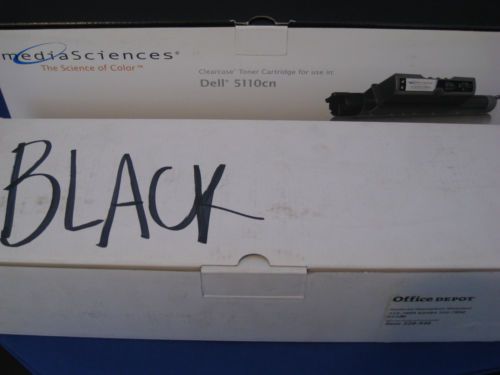 mediaSciences®
The Science of Color™
Clearcase® Toner Cartridge for use in:
Dell® 5110cn
BLACK
Office DEPOT